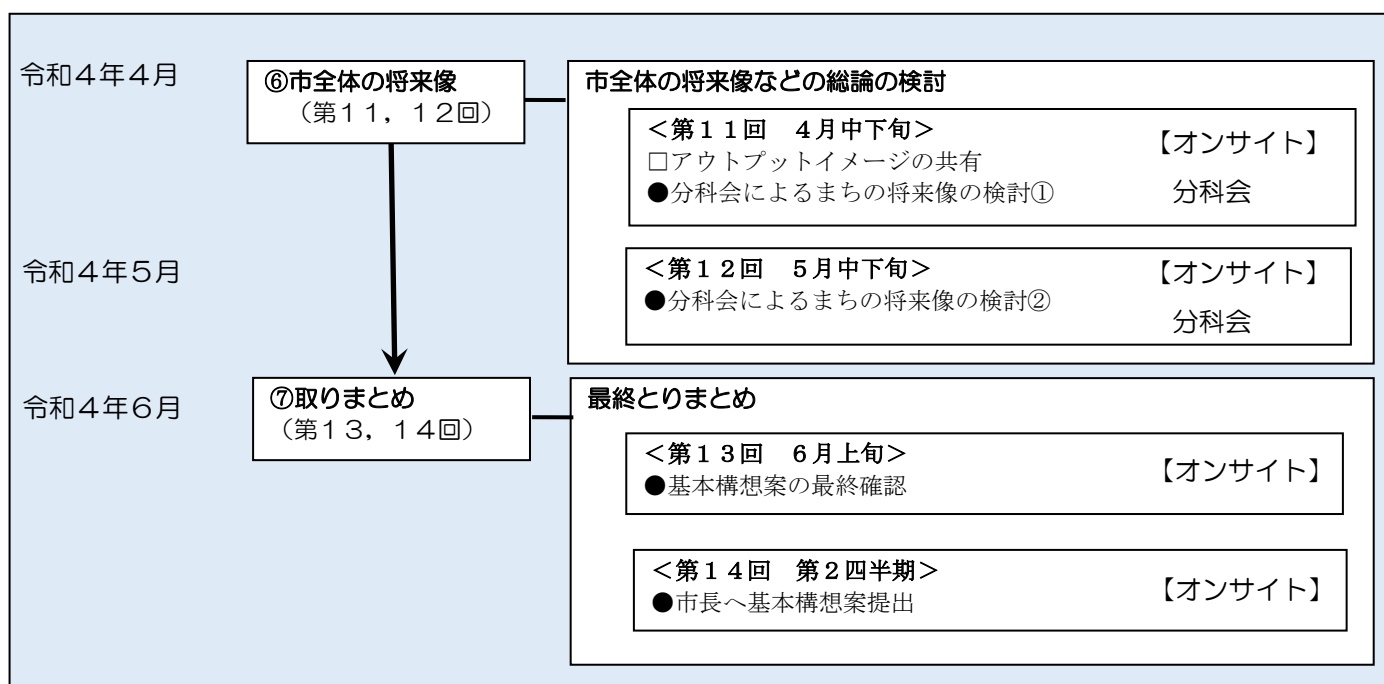 令和４年４月
⑥市全体の将来像
（第１１，１２回）
市全体の将来像などの総論の検討
＜第１１回　４月中下旬＞
【オンサイト】
□アウトプットイメージの共有
●分科会によるまちの将来像の検討①
分科会
令和４年５月
＜第１２回　５月中下旬＞
【オンサイト】
●分科会によるまちの将来像の検討②
分科会
令和４年６月
⑦取りまとめ
（第１３，１４回）
最終とりまとめ
＜第１３回　６月上旬＞
【オンサイト】
●基本構想案の最終確認
＜第１４回　第２四半期＞
【オンサイト】
●市長へ基本構想案提出